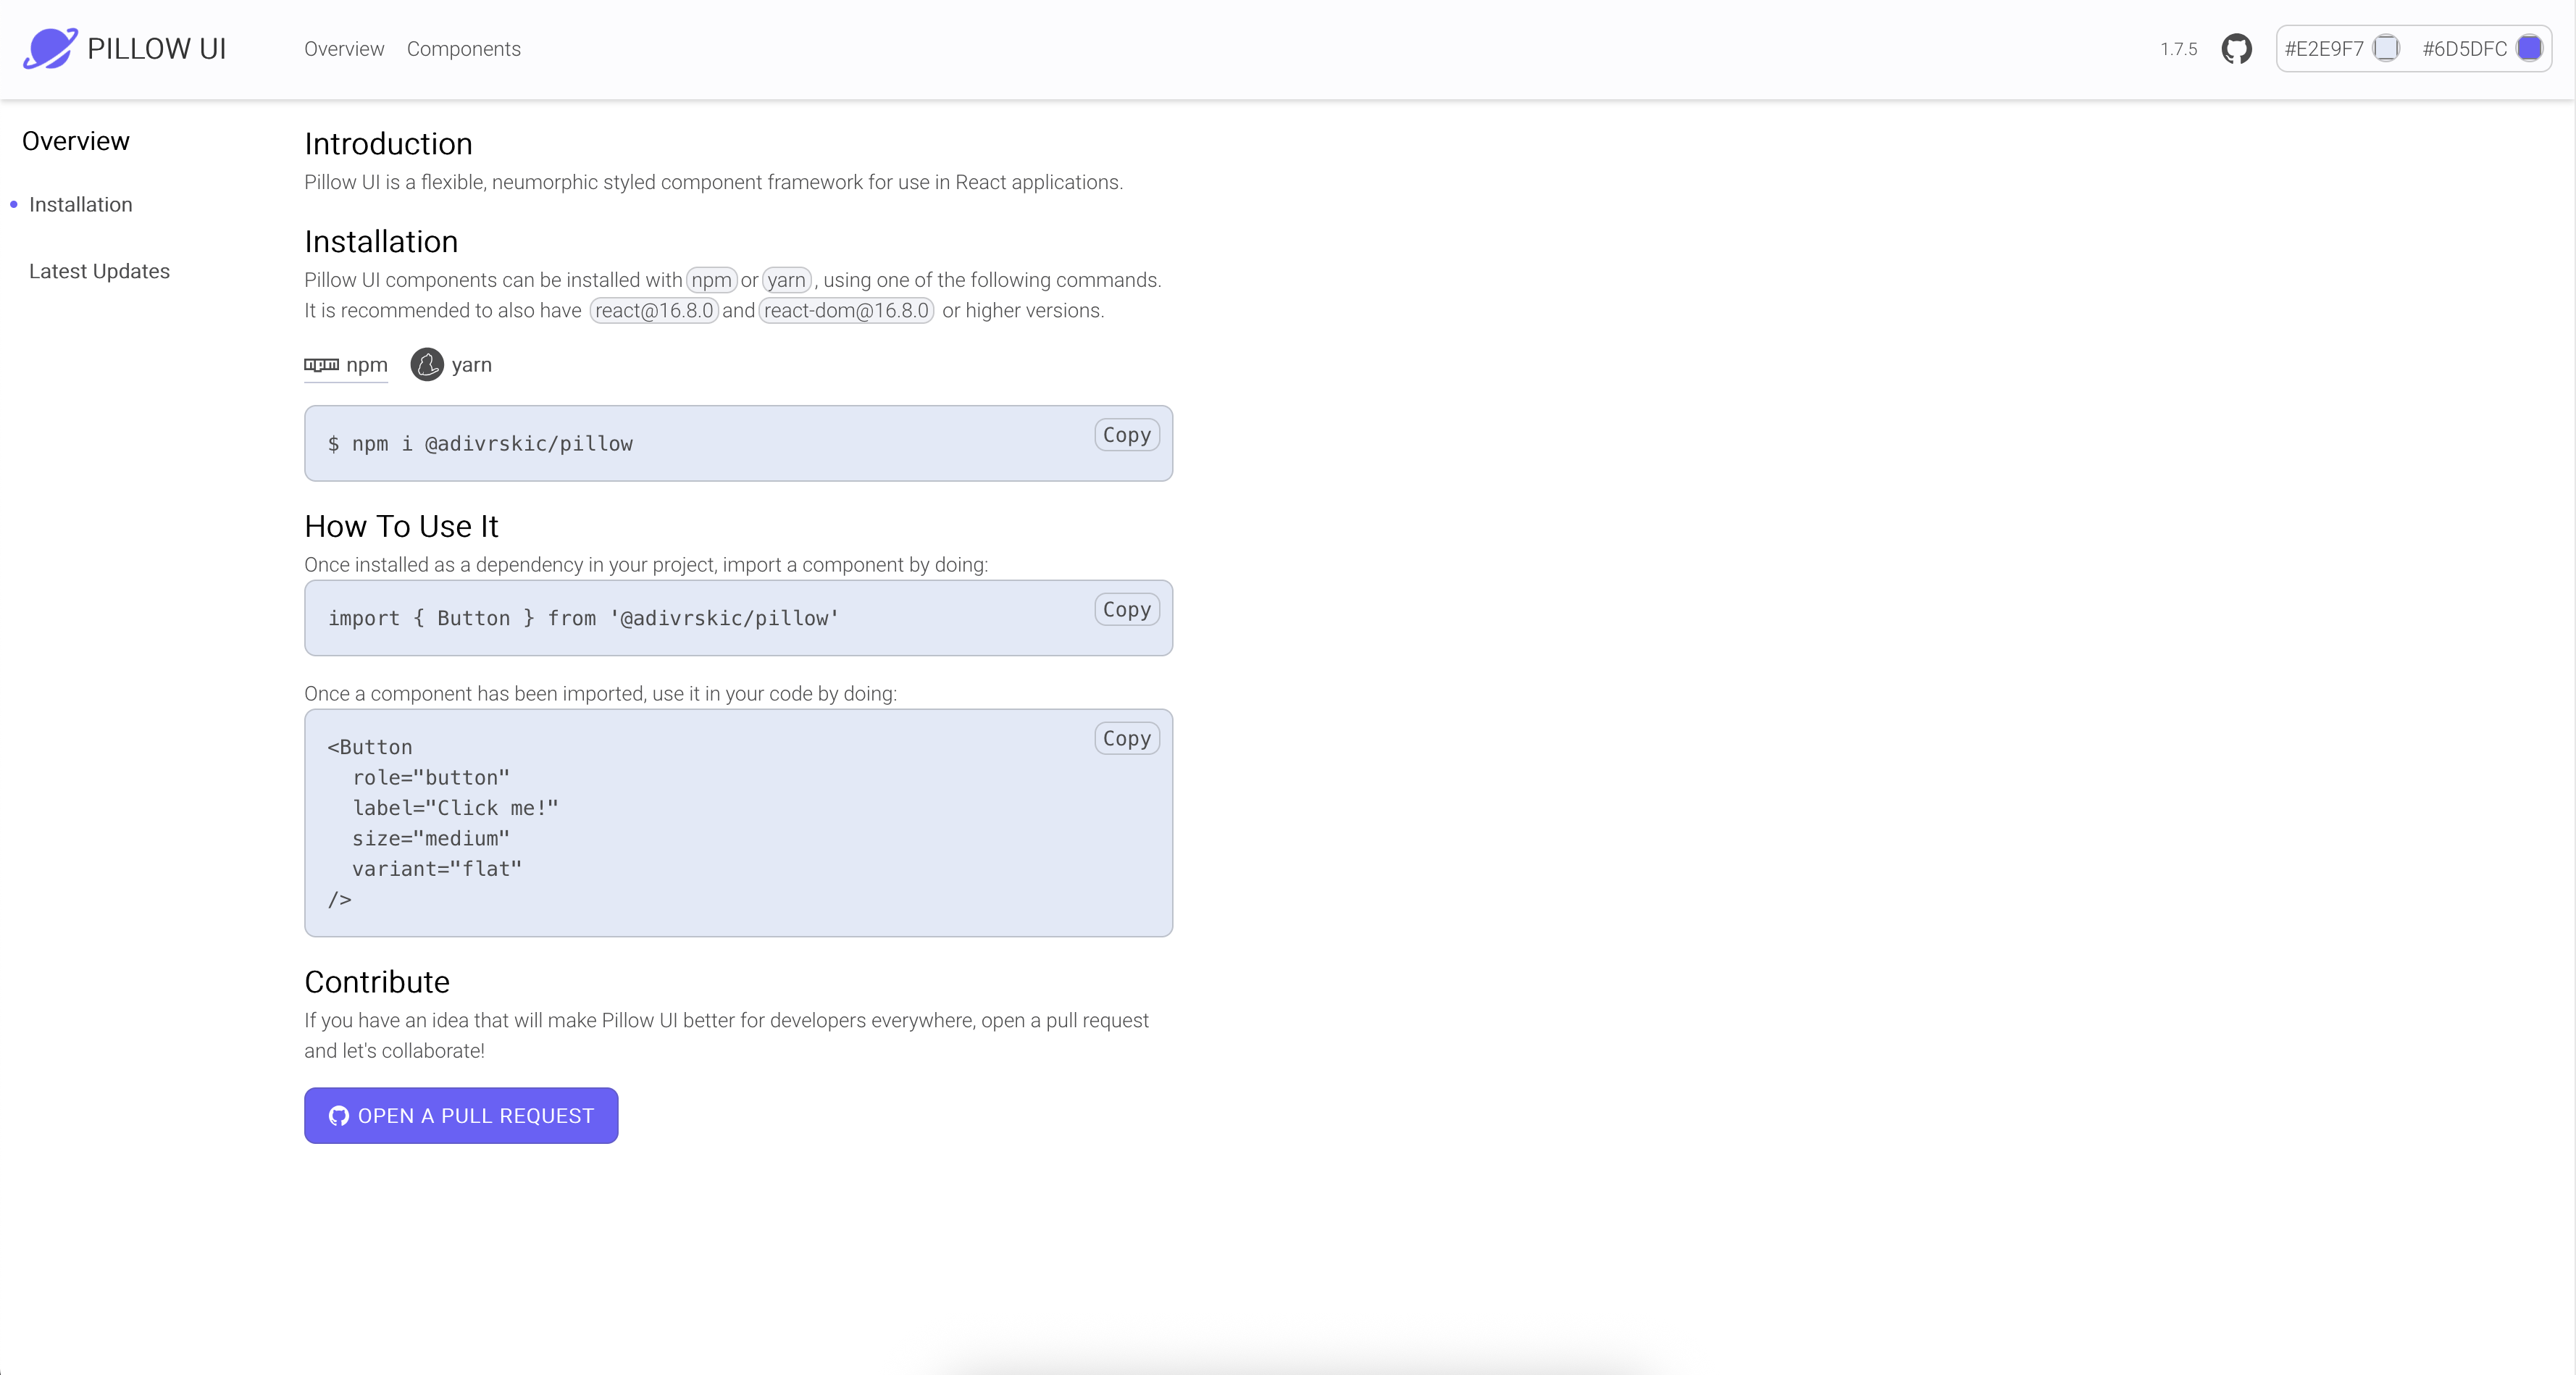 PILLOW UI
Overview
Components
1.7.5
#E2E9F7
#6D5DFC
Overview
Installation
Latest Updates
Introduction
Pillow UI is a flexible, neumorphic styled component framework for use in React applications.
Installation
Pillow UI components can be installed with npm or yarn , using one of the following commands.
It is recommended to also have react@16.8.0 and react-dom@16.8.0 or higher versions.
npm
yarn
$ npm i @adivrskic/pillow
Copy
How To Use It
Once installed as a dependency in your project, import a component by doing:
import { Button } from '@adivrskic/pillow'
Copy
Once a component has been imported, use it in your code by doing:
Copy
<Button
  role="button"
  label="Click me!"
  size="medium"
  variant="flat"
/>
Contribute
If you have an idea that will make Pillow UI better for developers everywhere, open a pull request
and let's collaborate!
OPEN A PULL REQUEST